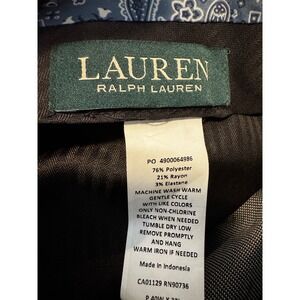 LAUREN
RALPH LAUREN
PO 4900064986
76% Polyester
21% Rayon
3% Elastane
MACHINE WASH WARM
GENTLE CYCLE
WITH LIKE COLORS
ONLY NON-CHLORINE
BLEACH WHEN NEEDED
TUMBLE DRY LOW
REMOVE PROMPTLY
AND HANG
WARM IRON IF NEEDED
Made in Indonesia
CA01129 RN90736